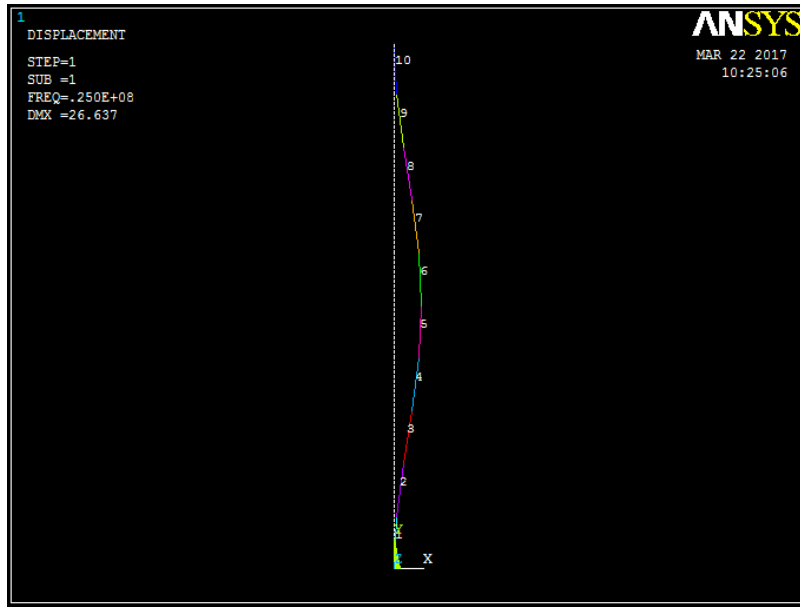 1
DISPLACEMENT
STEP=1
SUB =1
FREQ=.250E+08
DMX =26.637
ANSYS
MAR 22 2017
10:25:06
10
9
8
7
6
5
4
3
2
1
Y
X